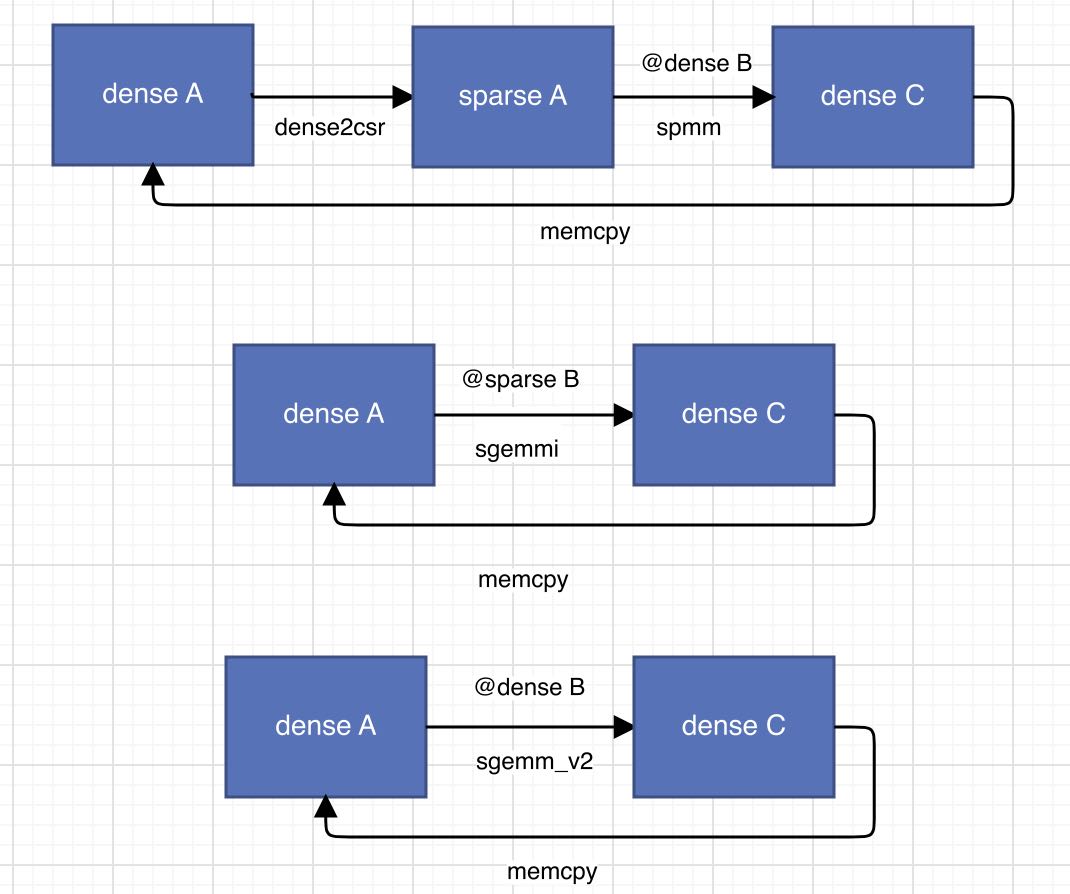 dense A
dense2csr
sparse A
@dense B
spmm
dense C
memcpy
dense A
@sparse B
sgemmi
dense C
memcpy
dense A
@dense B
sgemm_v2
dense C
memcpy